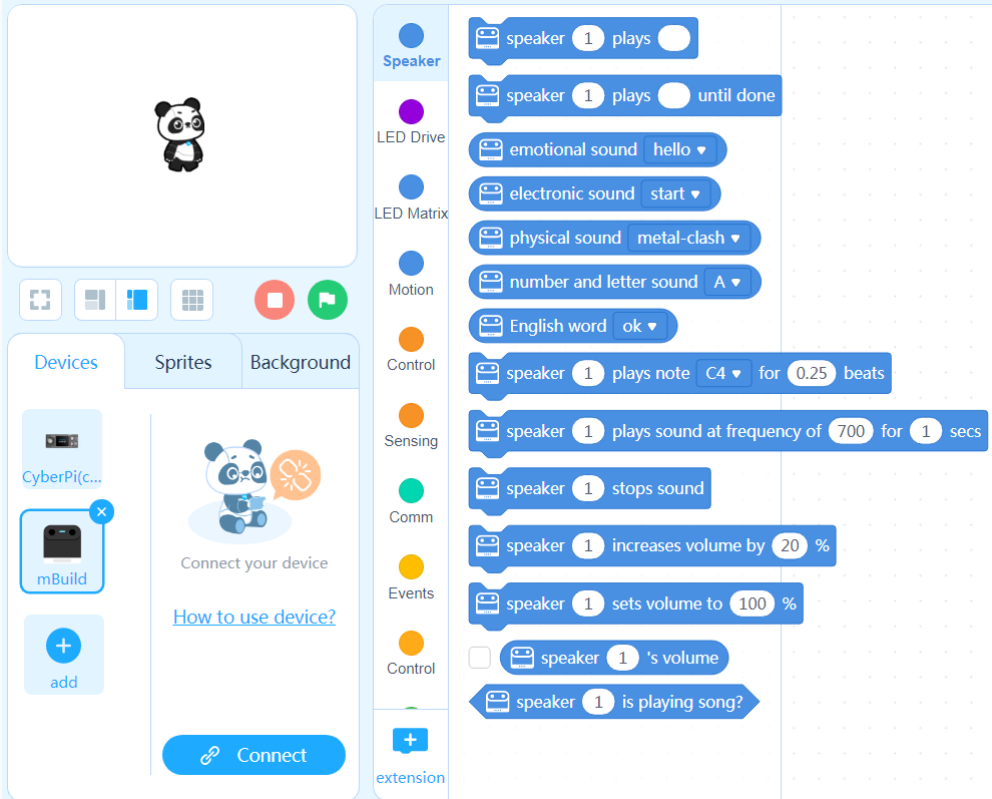 Devices
Sprites
Background
CyberPi(c...
mBuild
add
Connect your device
How to use device?
Connect
Speaker
LED Drive
LED Matrix
Motion
Control
Sensing
Comm
Events
Control
extension
speaker 1 plays
speaker 1 plays until done
emotional sound hello
electronic sound start
physical sound metal-clash
number and letter sound A
English word ok
speaker 1 plays note C4 for 0.25 beats
speaker 1 plays sound at frequency of 700 for 1 secs
speaker 1 stops sound
speaker 1 increases volume by 20 %
speaker 1 sets volume to 100 %
speaker 1 's volume
speaker 1 is playing song?